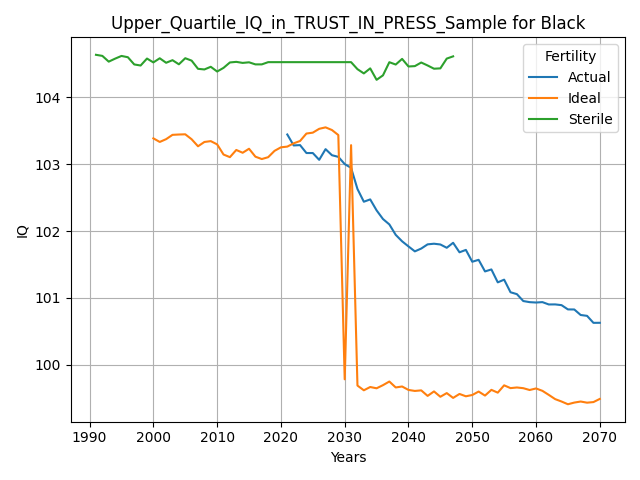 Upper_Quartile_IQ_in_TRUST_IN_PRESS_Sample for Black
Fertility
Actual
Ideal
Sterile
104
103
102
101
100
IQ
1990 2000 2010 2020 2030 2040 2050 2060 2070
Years